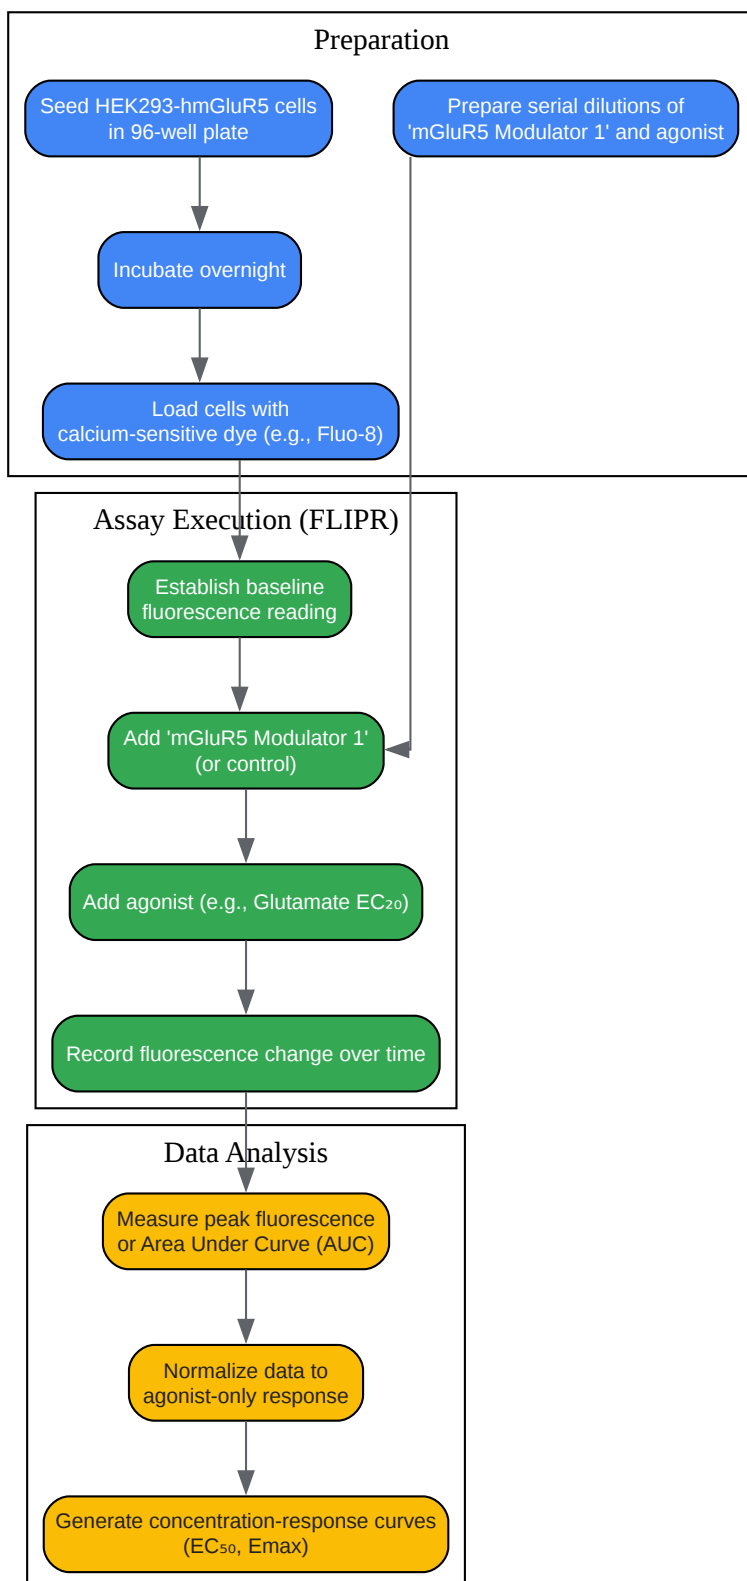 Preparation
Seed HEK293-hmGluR5 cells
in 96-well plate
Prepare serial dilutions of
'mGluR5 Modulator 1' and agonist
Incubate overnight
Load cells with
calcium-sensitive dye (e.g., Fluo-8)
Assay Execution (FLIPR)
Establish baseline
fluorescence reading
Add 'mGluR5 Modulator 1'
(or control)
Add agonist (e.g., Glutamate EC₂₀)
Record fluorescence change over time
Data Analysis
Measure peak fluorescence
or Area Under Curve (AUC)
Normalize data to
agonist-only response
Generate concentration-response curves
(EC₅₀, Emax)